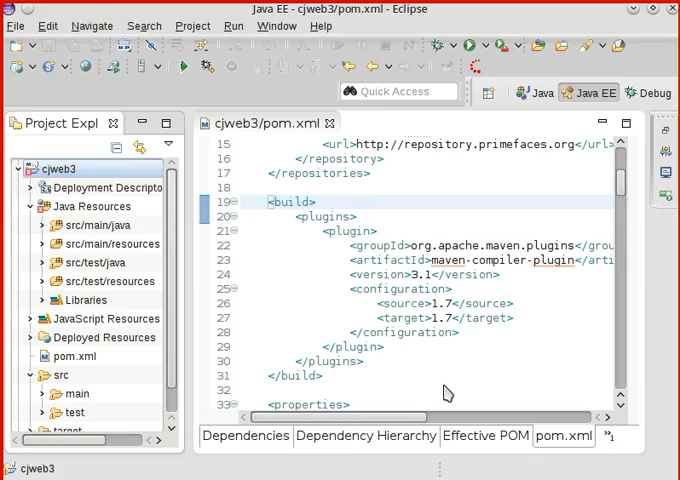 Java EE - cjweb3/pom.xml - Eclipse
File Edit Navigate Search Project Run Window Help
Quick Access
Java Java EE Debug
Project Expl
cjweb3/pom.xml
cjweb3
Deployment Descripto
Java Resources
src/main/java
src/main/resources
src/test/java
src/test/resources
Libraries
JavaScript Resources
Deployed Resources
pom.xml
src
main
test
target
15 <url>http://repository.primefaces.org</url>
16 </repository>
17 </repositories>
18
19 <build>
20 <plugins>
21 <plugin>
22 <groupId>org.apache.maven.plugins</grou
23 <artifactId>maven-compiler-plugin</arti
24 <version>3.1</version>
25 <configuration>
26 <source>1.7</source>
27 <target>1.7</target>
28 </configuration>
29 </plugin>
30 </plugins>
31 </build>
32
33 <properties>
Dependencies Dependency Hierarchy Effective POM pom.xml »1
cjweb3